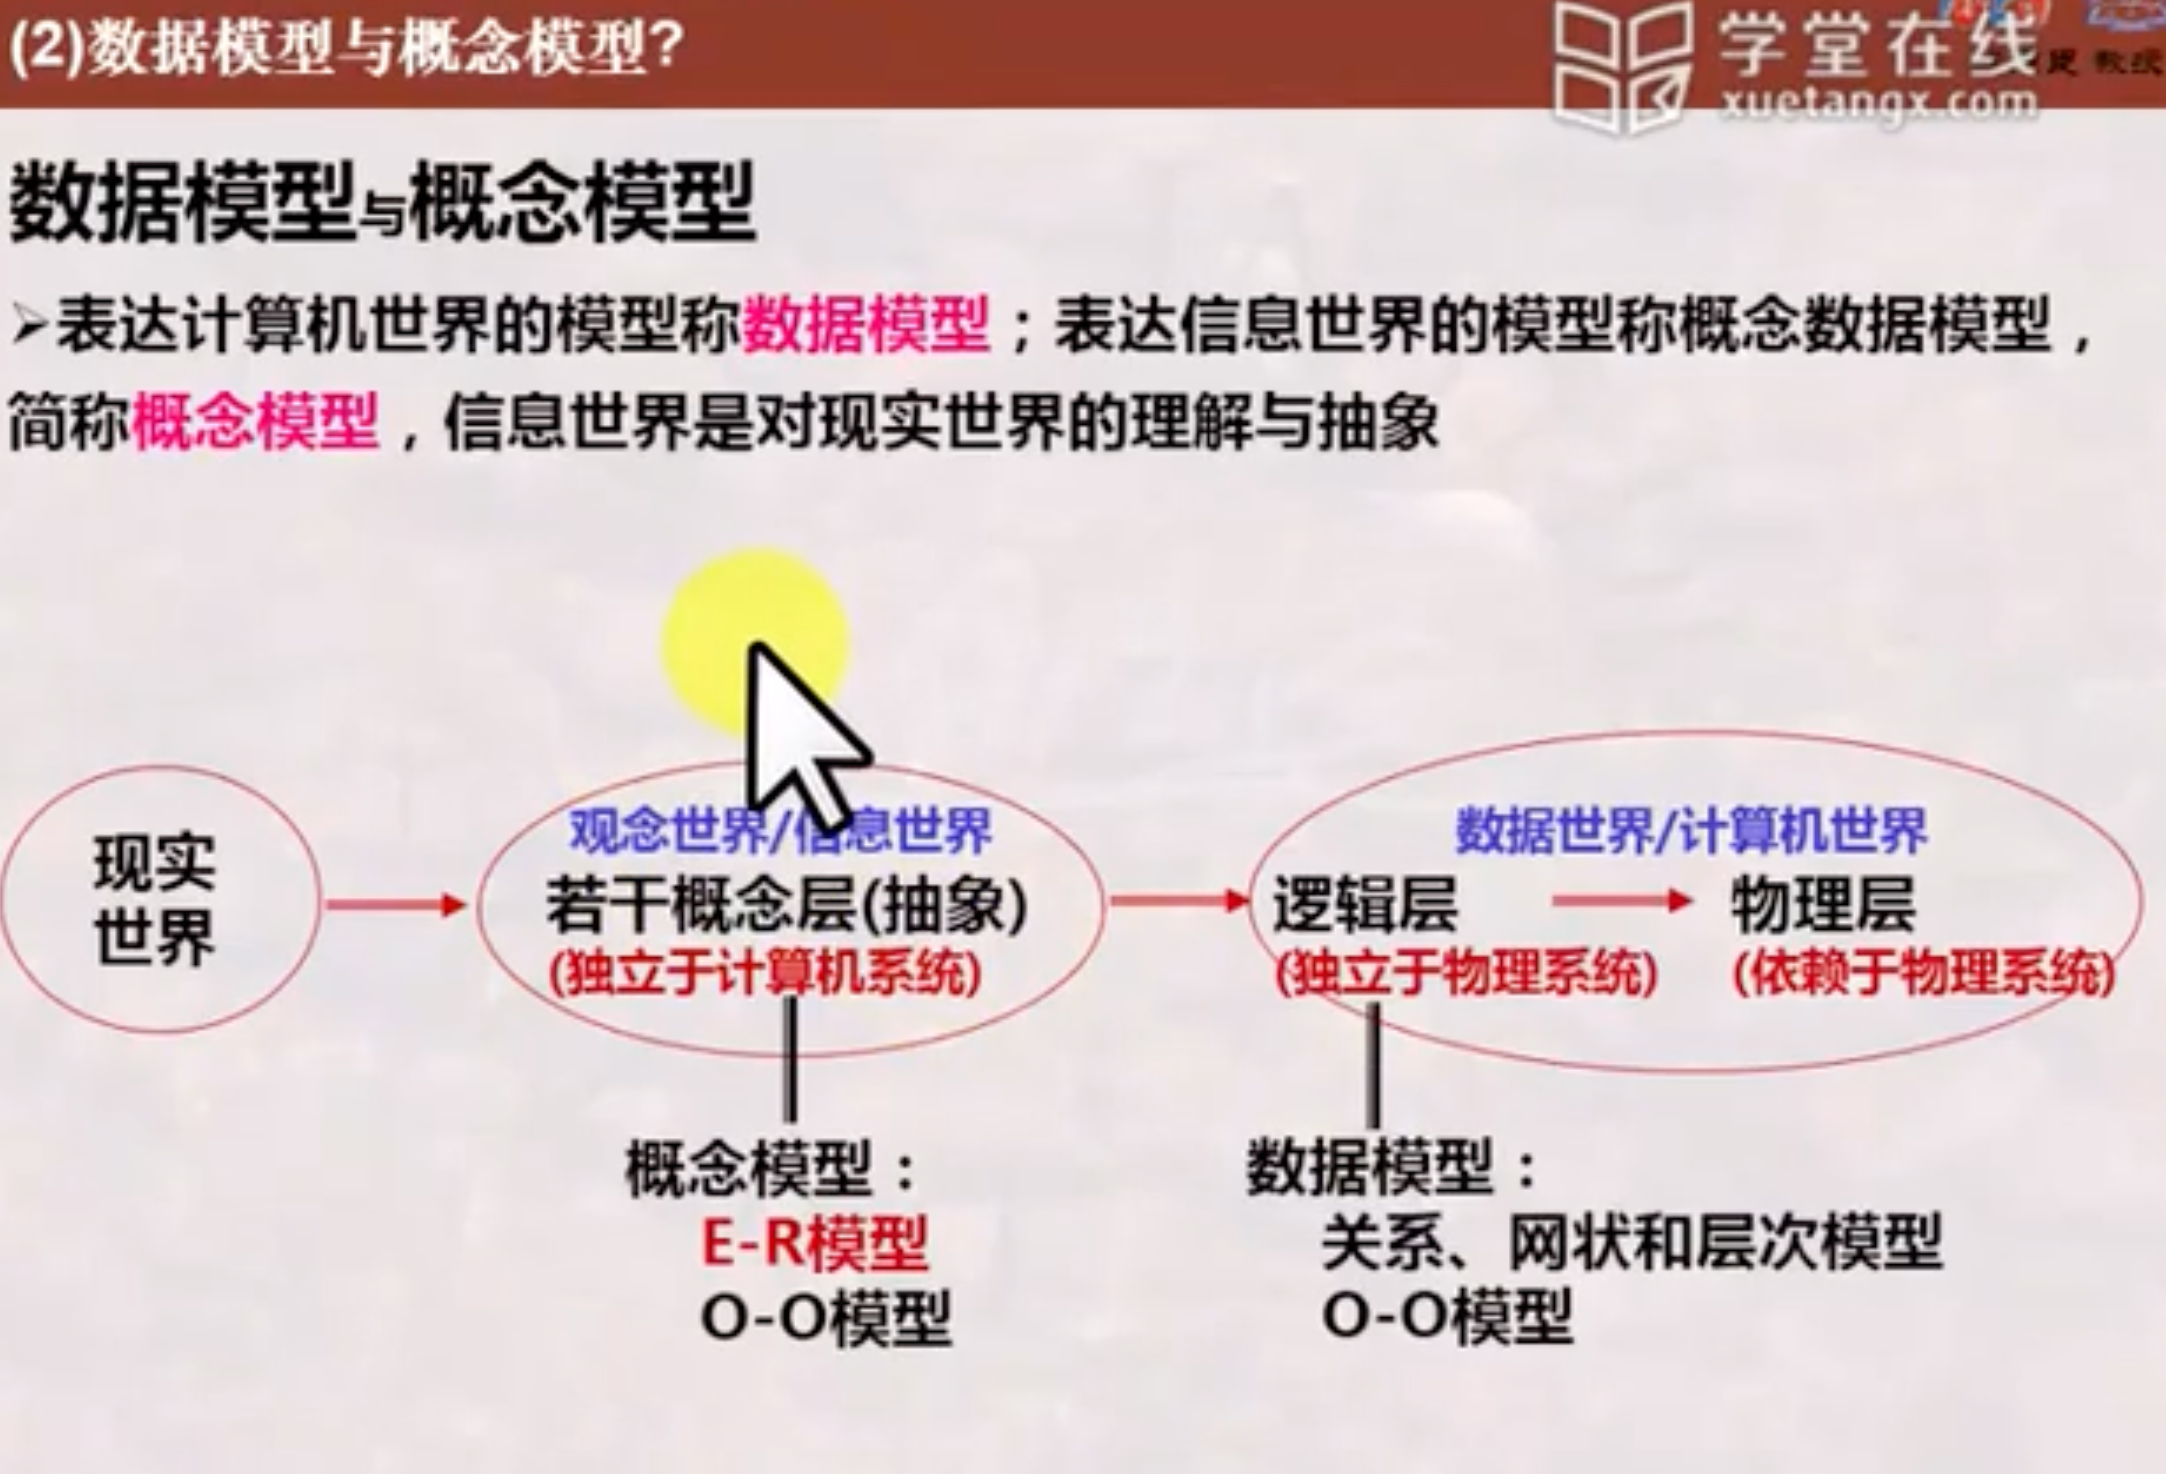 (2)数据模型与概念模型?
学堂在线
教授
xuetangx.com
数据模型与概念模型
➢表达计算机世界的模型称数据模型；表达信息世界的模型称概念数据模型，
简称概念模型，信息世界是对现实世界的理解与抽象
现实
世界
观念世界/信息世界
若干概念层(抽象)
(独立于计算机系统)
数据世界/计算机世界
逻辑层
物理层
(独立于物理系统)
(依赖于物理系统)
概念模型：
E-R模型
O-O模型
数据模型：
关系、网状和层次模型
O-O模型